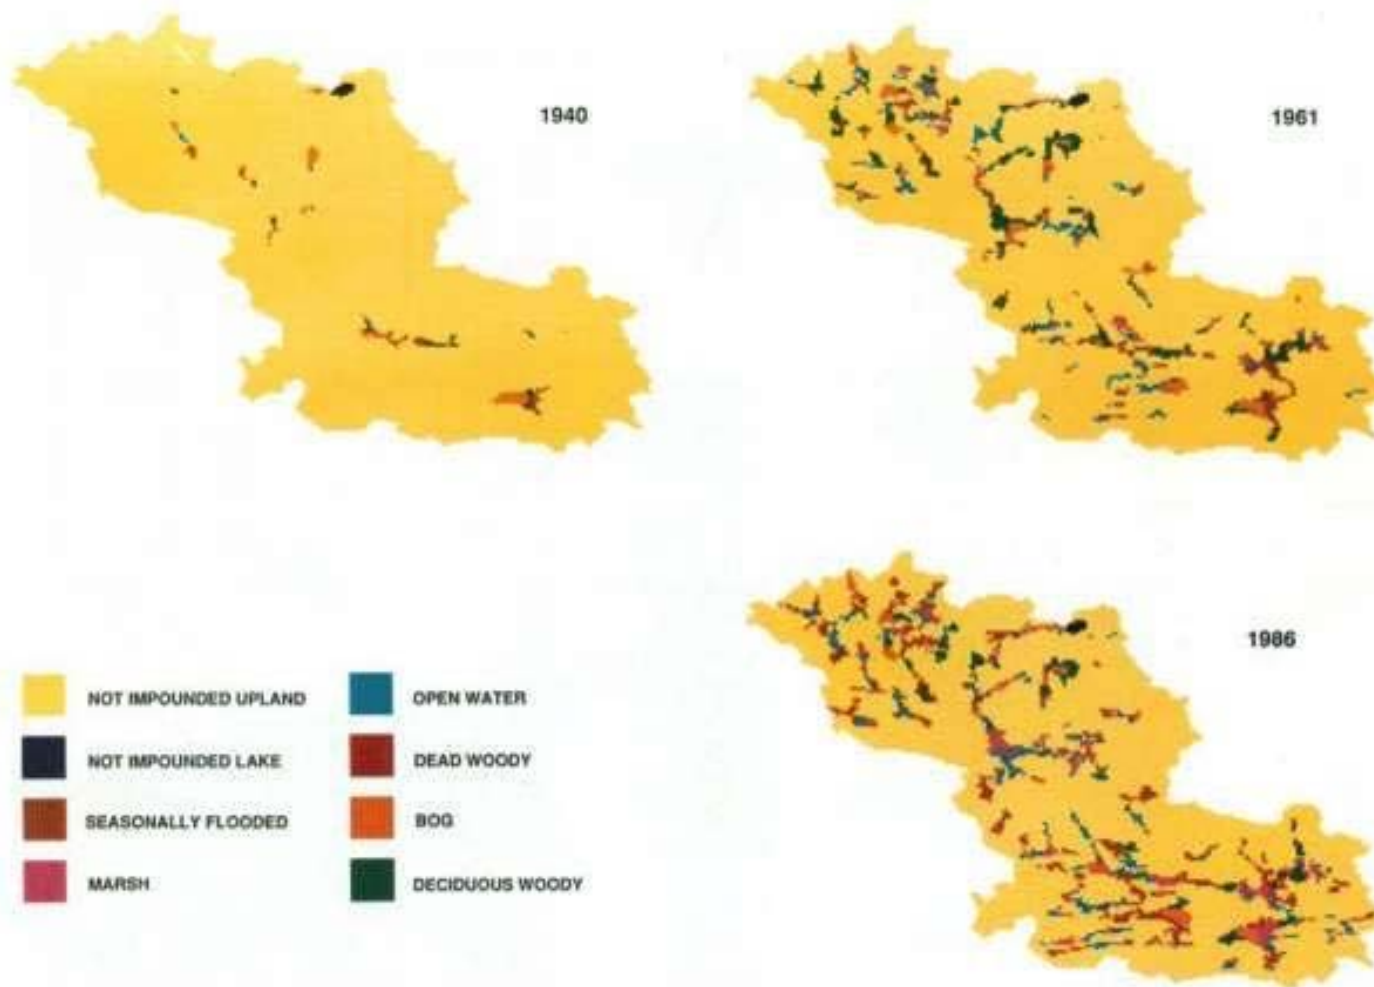 1940
1961
1986
NOT IMPOUNDED UPLAND
NOT IMPOUNDED LAKE
SEASONALLY FLOODED
MARSH
OPEN WATER
DEAD WOODY
BOG
DECIDUOUS WOODY